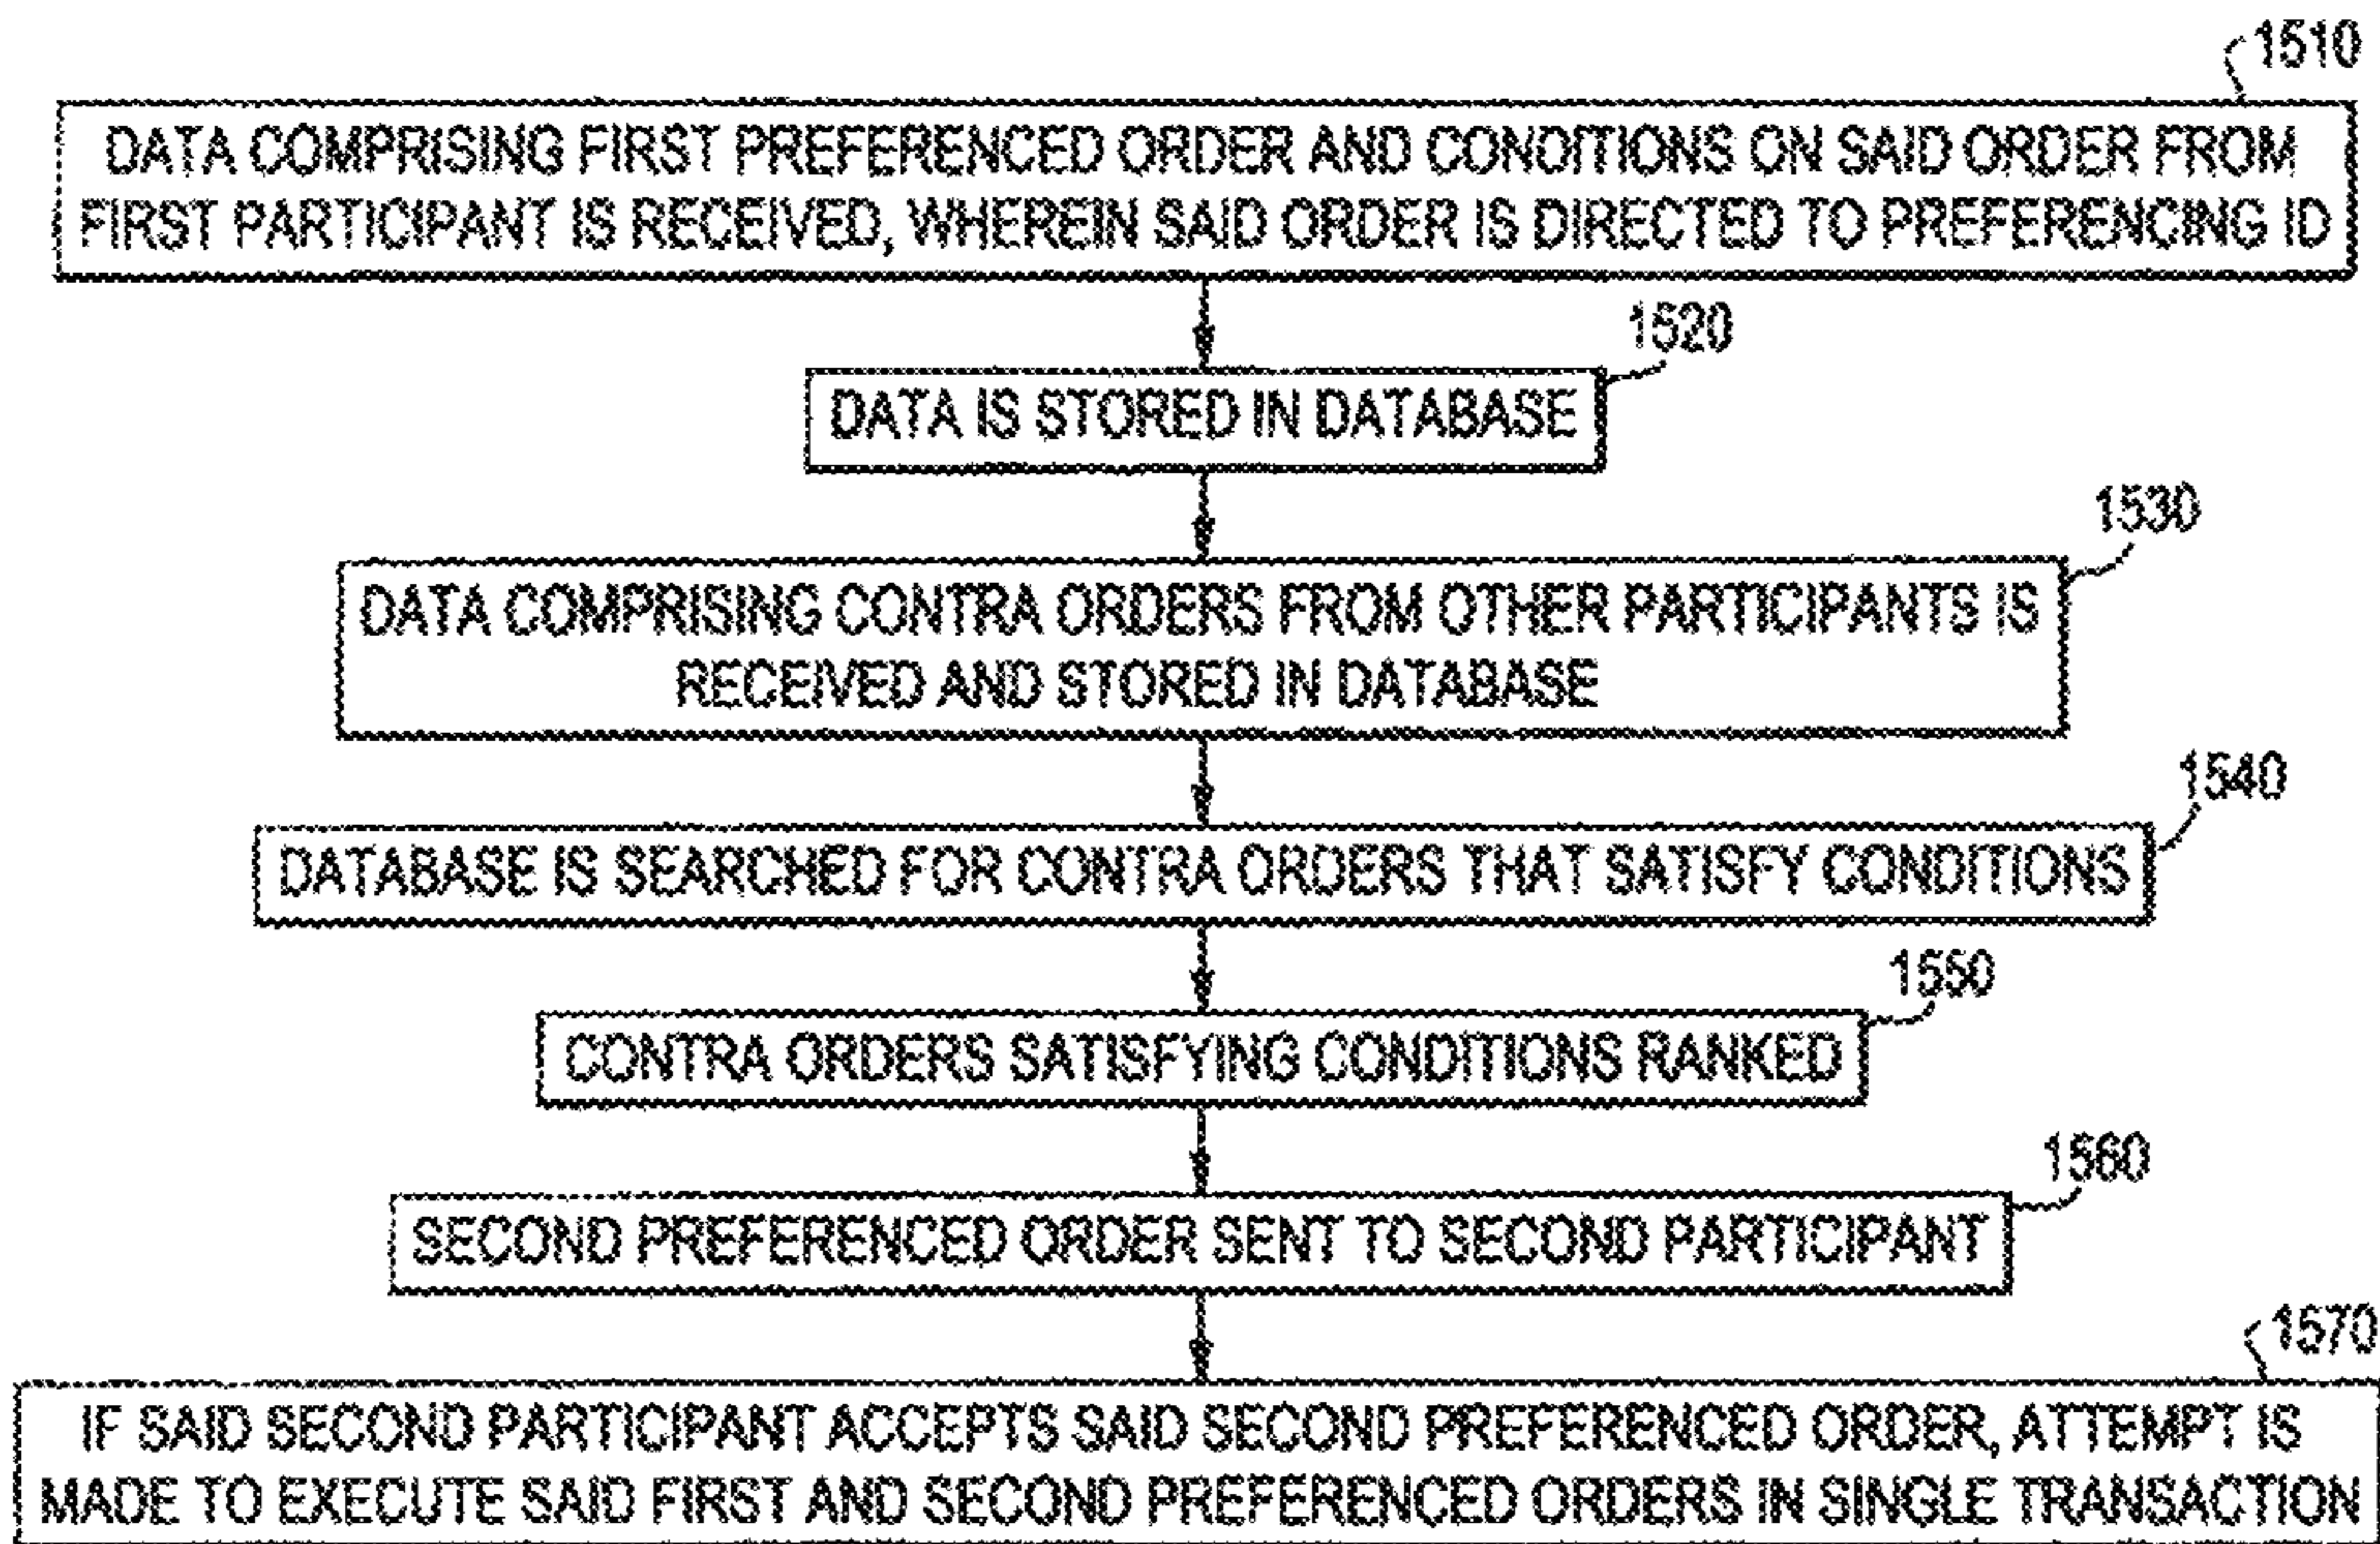 1510
DATA COMPRISING FIRST PREFERENCED ORDER AND CONDITIONS ON SAID ORDER FROM
FIRST PARTICIPANT IS RECEIVED, WHEREIN SAID ORDER IS DIRECTED TO PREFERENCING ID
1520
DATA IS STORED IN DATABASE
1530
DATA COMPRISING CONTRA ORDERS FROM OTHER PARTICIPANTS IS
RECEIVED AND STORED IN DATABASE
1540
DATABASE IS SEARCHED FOR CONTRA ORDERS THAT SATISFY CONDITIONS
1550
CONTRA ORDERS SATISFYING CONDITIONS RANKED
1560
SECOND PREFERENCED ORDER SENT TO SECOND PARTICIPANT
1570
IF SAID SECOND PARTICIPANT ACCEPTS SAID SECOND PREFERENCED ORDER, ATTEMPT IS
MADE TO EXECUTE SAID FIRST AND SECOND PREFERENCED ORDERS IN SINGLE TRANSACTION